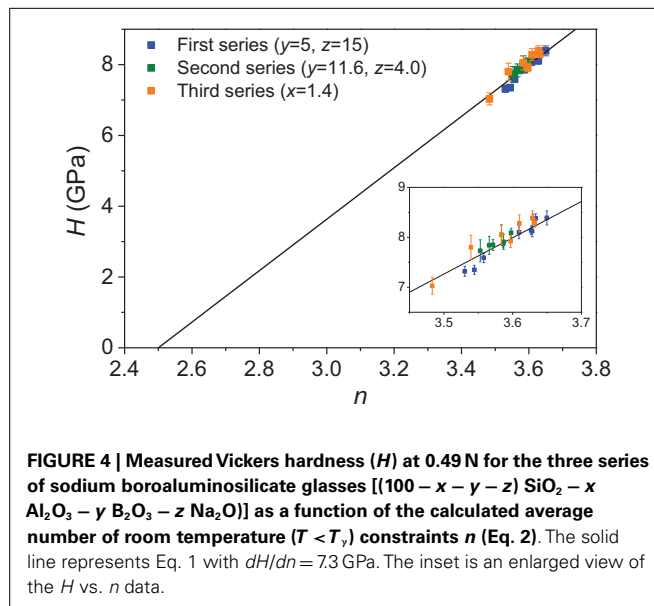 First series (y=5, z=15)
Second series (y=11.6, z=4.0)
Third series (x=1.4)
H (GPa)
10
8
6
4
2
0
2.4 2.6 2.8 3.0 3.2 3.4 3.6 3.8
n
9
8
7
3.5 3.6 3.7
FIGURE 4 | Measured Vickers hardness (H) at 0.49 N for the three series
of sodium boroaluminosilicate glasses [(100 − x − y − z) SiO₂ − x
Al₂O₃ − y B₂O₃ − z Na₂O)] as a function of the calculated average
number of room temperature (T < Tᵧ) constraints n (Eq. 2). The solid
line represents Eq. 1 with dH/dn = 7.3 GPa. The inset is an enlarged view of
the H vs. n data.